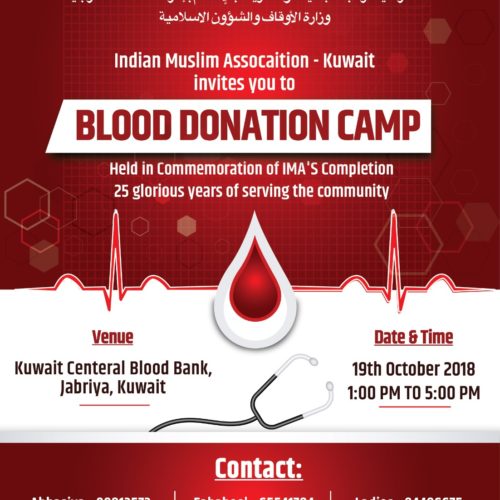 وزارة الأوقاف والشؤون الاسلامية
Indian Muslim Assocaition - Kuwait
invites you to
BLOOD DONATION CAMP
Held in Commemoration of IMA'S Completion
25 glorious years of serving the community
Venue
Kuwait Centeral Blood Bank,
Jabriya, Kuwait
Date & Time
19th October 2018
1:00 PM TO 5:00 PM
Contact: